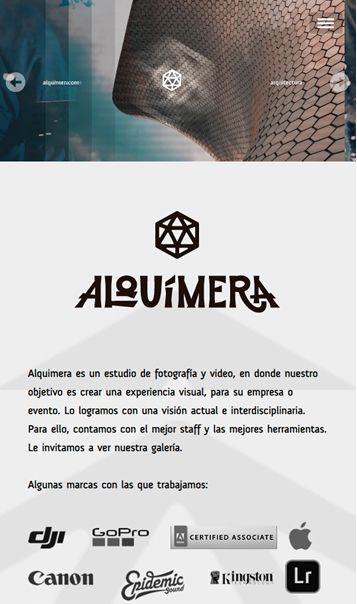 alquimera.com
arquitectura
ALQUÍMERA
Alquimera es un estudio de fotografía y video, en donde nuestro
objetivo es crear una experiencia visual, para su empresa o
evento. Lo logramos con una visión actual e interdisciplinaria.
Para ello, contamos con el mejor staff y las mejores herramientas.
Le invitamos a ver nuestra galería.
Algunas marcas con las que trabajamos:
dji GoPro CERTIFIED ASSOCIATE
Canon Epidemic Sound Kingston TECHNOLOGY Lr